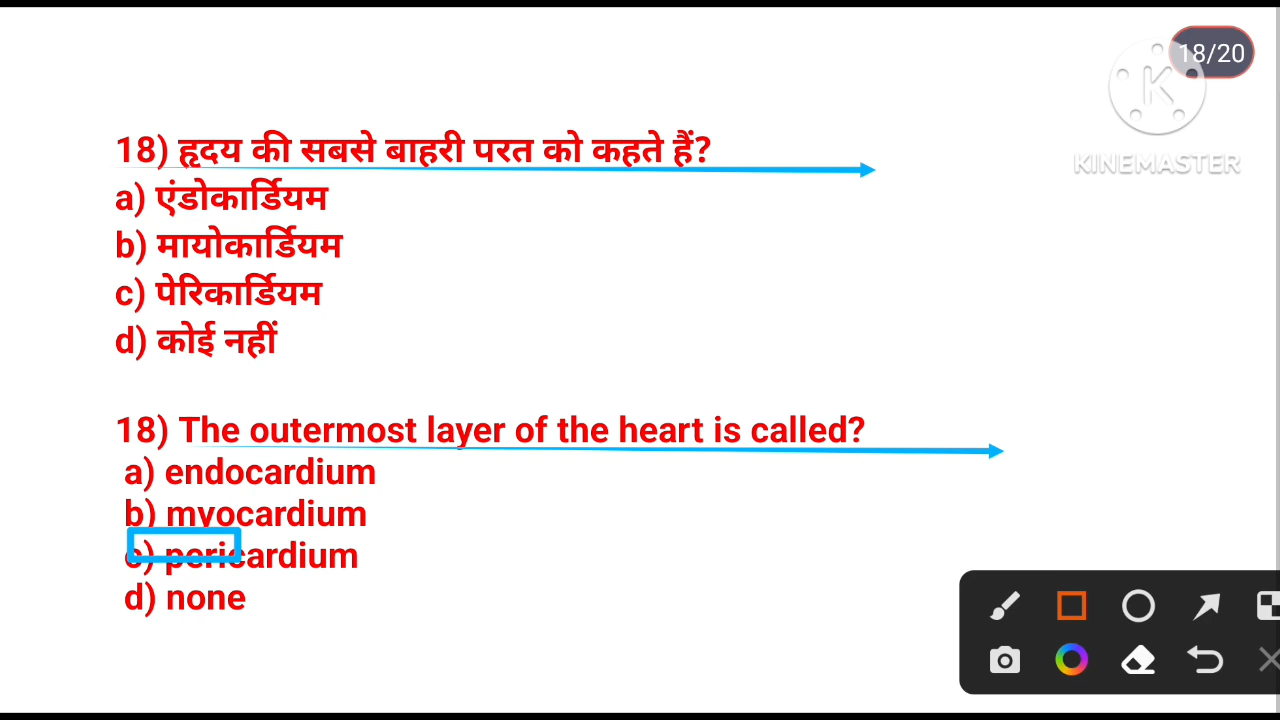 18/20
KINEMASTER
18) हृदय की सबसे बाहरी परत को कहते हैं?
a) एंडोकार्डियम
b) मायोकार्डियम
c) पेरिकार्डियम
d) कोई नहीं
18) The outermost layer of the heart is called?
a) endocardium
b) myocardium
c) pericardium
d) none